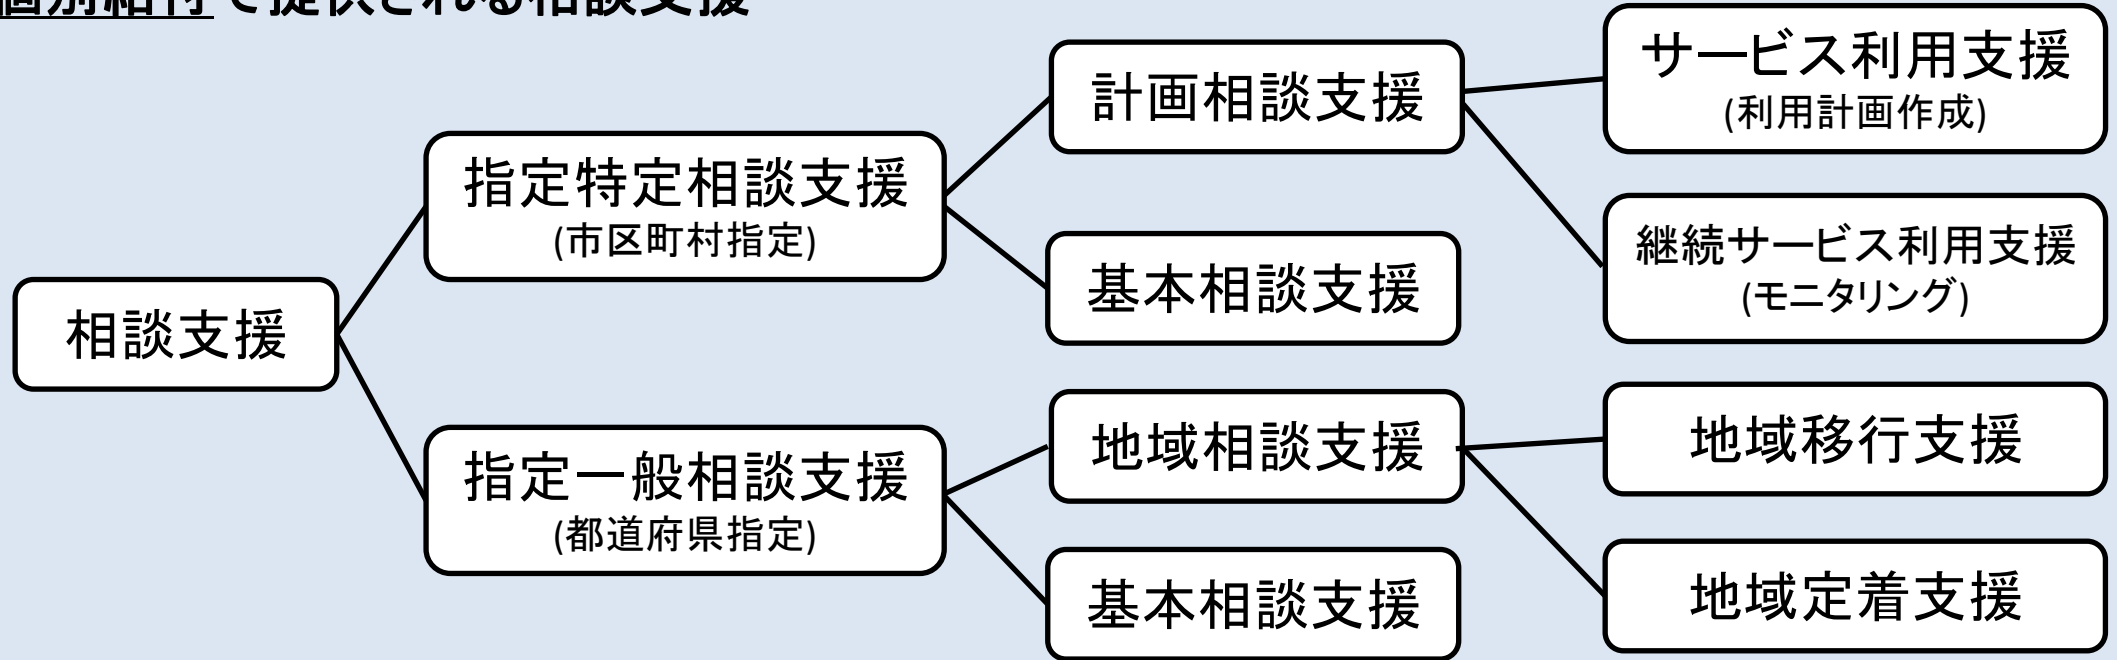 個別給付で提供される相談支援
相談支援
指定特定相談支援
(市区町村指定)
計画相談支援
サービス利用支援
(利用計画作成)
継続サービス利用支援
(モニタリング)
基本相談支援
指定一般相談支援
(都道府県指定)
地域相談支援
地域移行支援
地域定着支援
基本相談支援